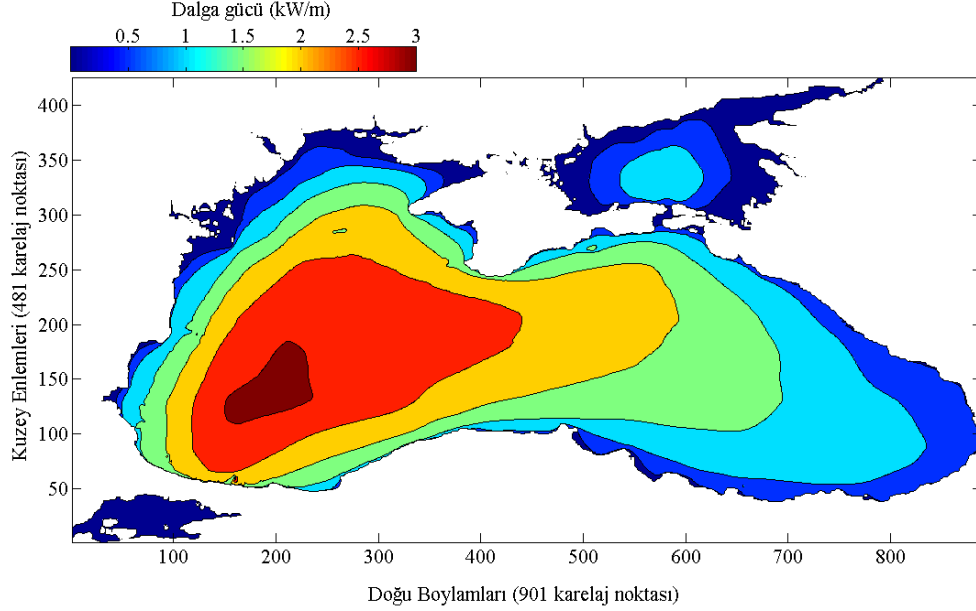 Dalga gücü (kW/m)
0.5 1 1.5 2 2.5 3
400
350
300
250
200
150
100
50
Kuzey Enlemleri (481 karelaj noktası)
100 200 300 400 500 600 700 800
Doğu Boylamları (901 karelaj noktası)